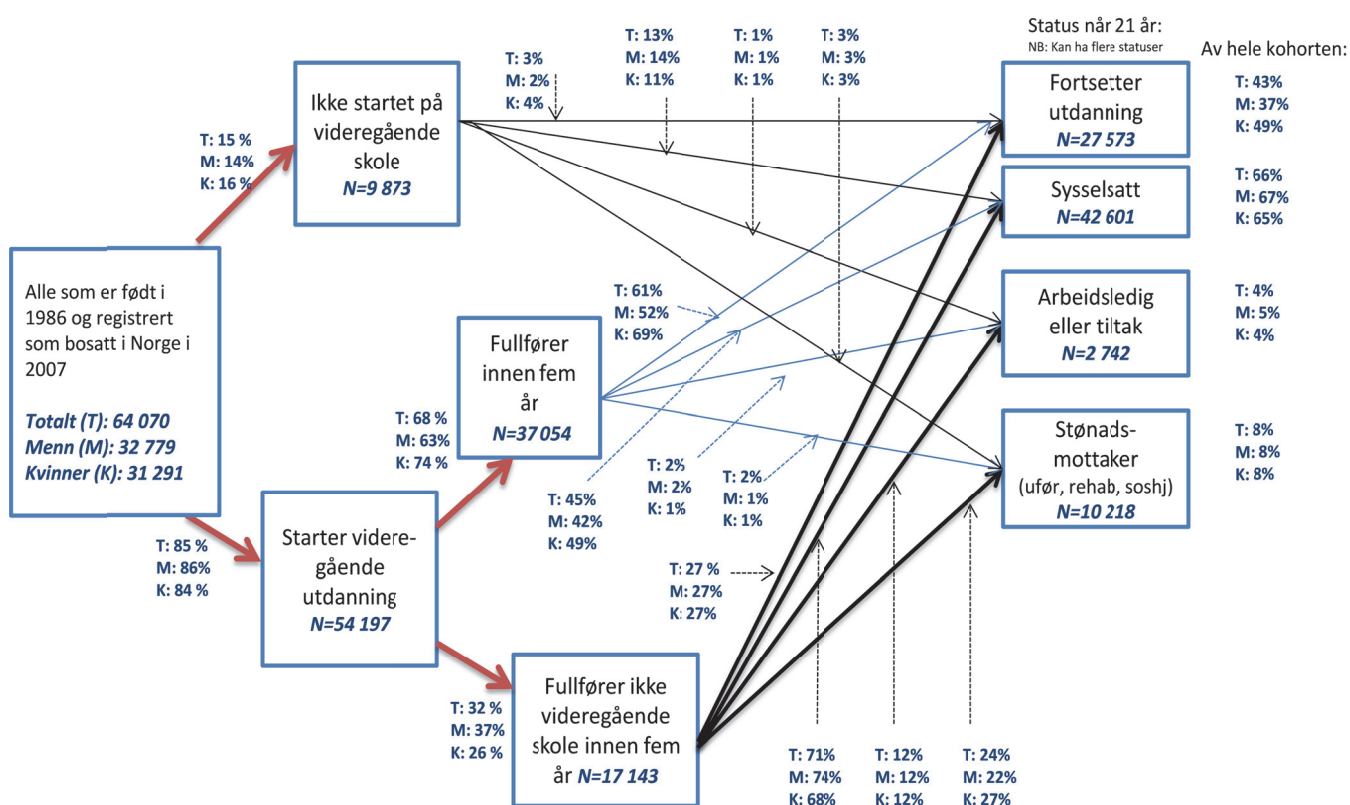 Status når 21 år:
NB: Kan ha flere statuser
Av hele kohorten:
T: 3%
M: 2%
K: 4%
T: 13%
M: 14%
K: 11%
T: 1%
M: 1%
K: 1%
T: 3%
M: 3%
K: 3%
Ikke startet på
videregående
skole
N=9 873
T: 15 %
M: 14%
K: 16 %
Fortsetter
utdanning
N=27 573
T: 43%
M: 37%
K: 49%
Sysselsatt
N=42 601
T: 66%
M: 67%
K: 65%
Alle som er født i
1986 og registrert
som bosatt i Norge i
2007
Totalt (T): 64 070
Menn (M): 32 779
Kvinner (K): 31 291
T: 61%
M: 52%
K: 69%
Arbeidsledig
eller tiltak
N=2 742
T: 4%
M: 5%
K: 4%
Fullfører
innen fem
år
N=37 054
T: 68 %
M: 63%
K: 74 %
Stønads-
mottaker
(ufør, rehab, soshj)
N=10 218
T: 8%
M: 8%
K: 8%
T: 45%
M: 42%
K: 49%
T: 2%
M: 2%
K: 1%
T: 2%
M: 1%
K: 1%
T: 85 %
M: 86%
K: 84 %
Starter videre-
gående
utdanning
N=54 197
T: 27 %
M: 27%
K: 27%
T: 32 %
M: 37%
K: 26 %
Fullfører ikke
videregående
skole innen fem
år N=17 143
T: 71%
M: 74%
K: 68%
T: 12%
M: 12%
K: 12%
T: 24%
M: 22%
K: 27%